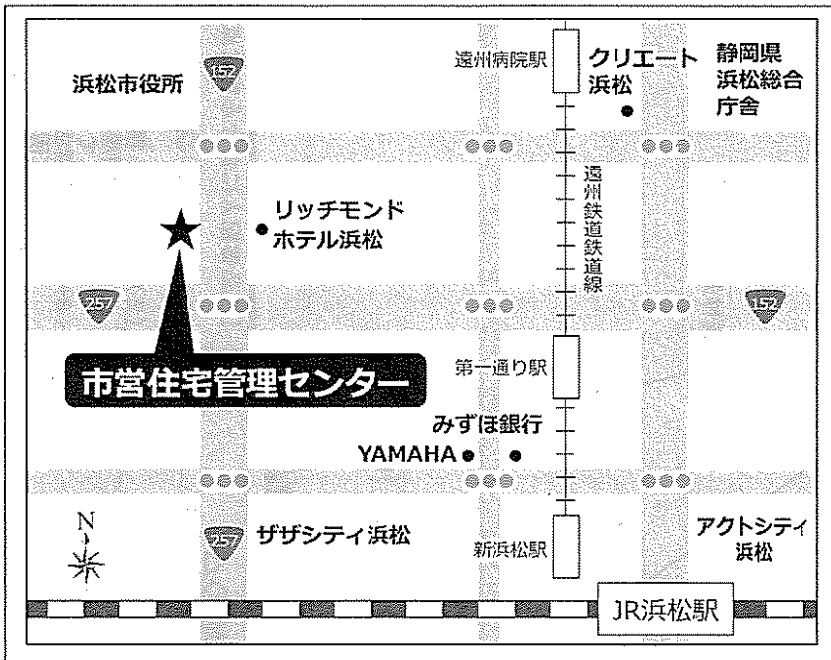 浜松市役所
152
遠州病院駅
クリエート
浜松
静岡県
浜松総合
庁舎
リッチモンド
ホテル浜松
遠州鉄道鉄道線
257
152
市営住宅管理センター
第一通り駅
みずほ銀行
YAMAHA
N
257
ザザシティ浜松
新浜松駅
アクトシティ
浜松
JR浜松駅